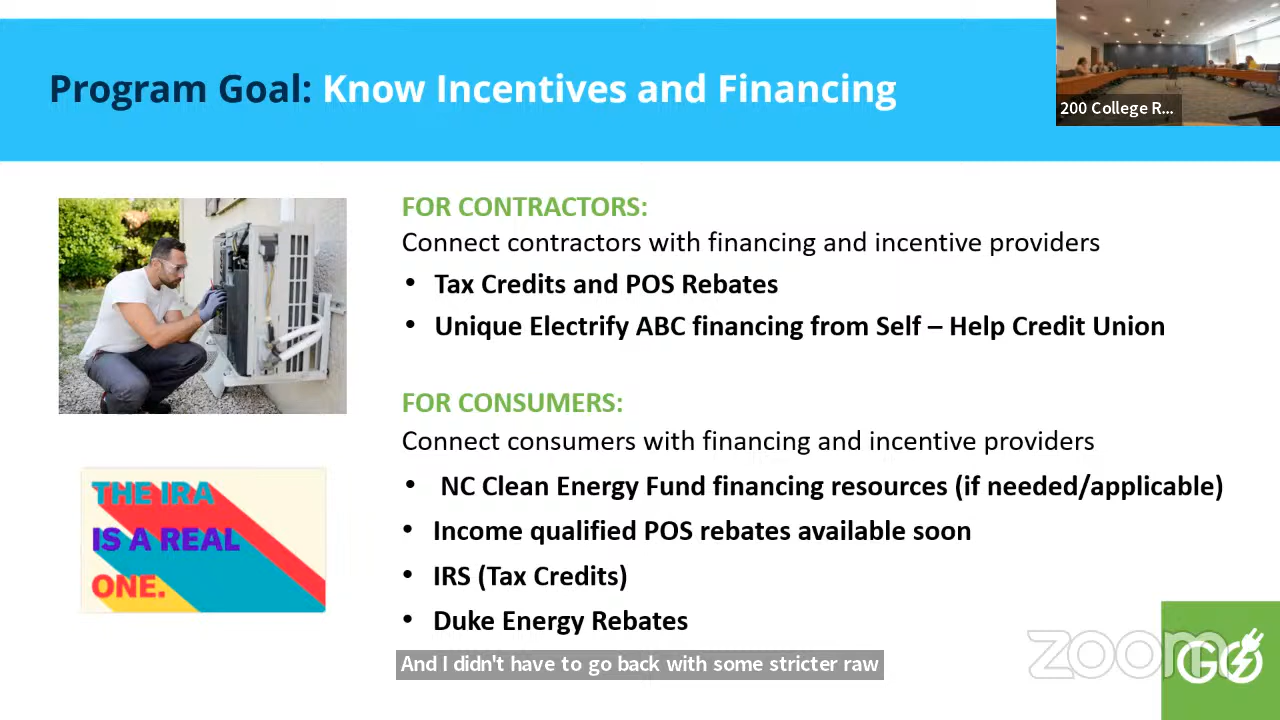 Program Goal: Know Incentives and Financing
200 College R...
FOR CONTRACTORS:
Connect contractors with financing and incentive providers
• Tax Credits and POS Rebates
• Unique Electrify ABC financing from Self – Help Credit Union
FOR CONSUMERS:
Connect consumers with financing and incentive providers
• NC Clean Energy Fund financing resources (if needed/applicable)
• Income qualified POS rebates available soon
• IRS (Tax Credits)
• Duke Energy Rebates
THE IRA
IS A REAL
ONE.
And I didn't have to go back with some stricter raw
zoom
GO